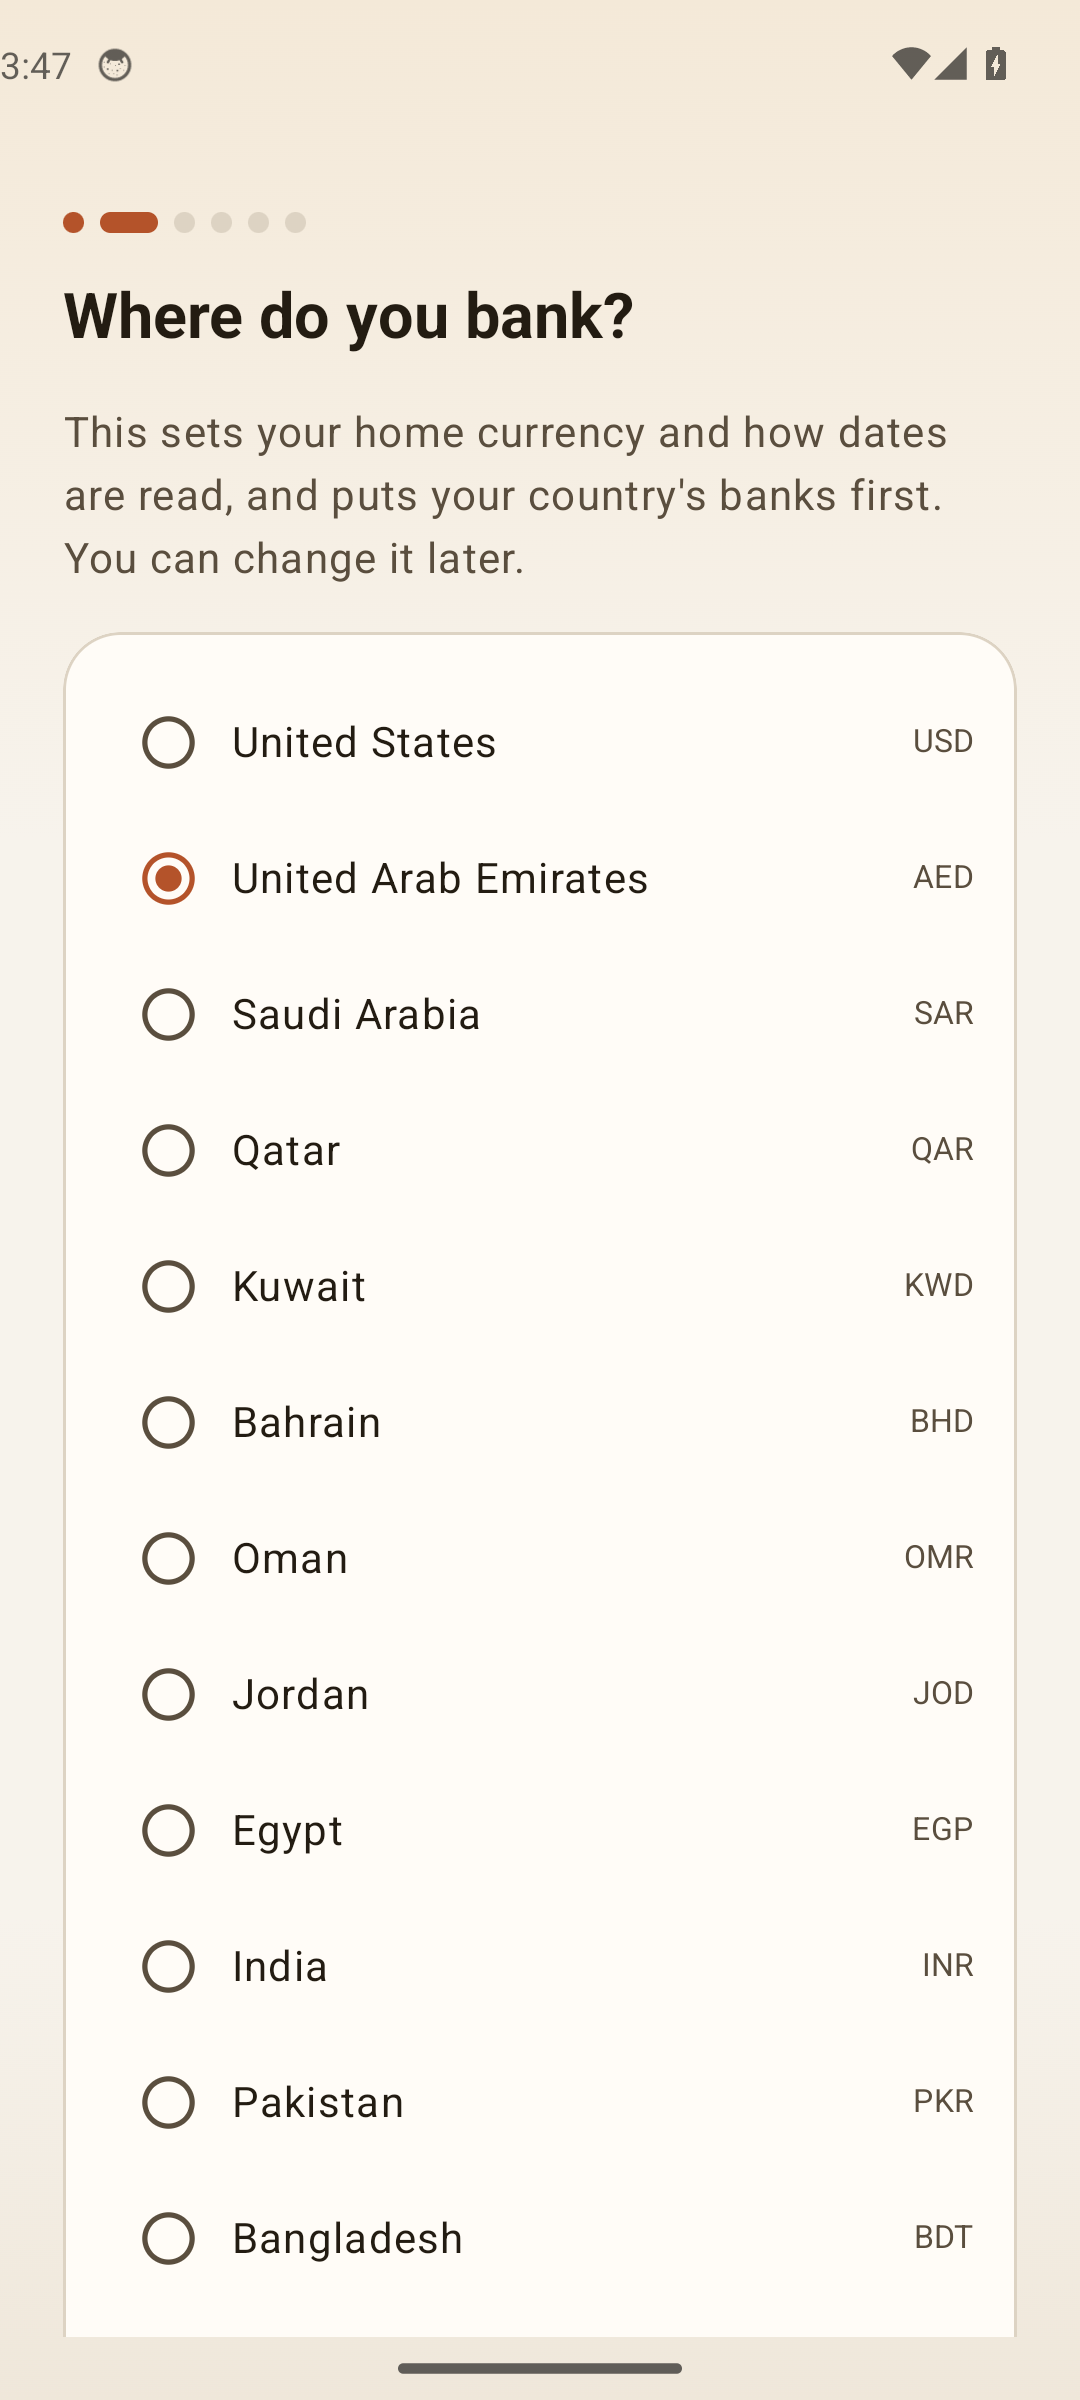 3:47
Where do you bank?
This sets your home currency and how dates
are read, and puts your country's banks first.
You can change it later.
United States USD
United Arab Emirates AED
Saudi Arabia SAR
Qatar QAR
Kuwait KWD
Bahrain BHD
Oman OMR
Jordan JOD
Egypt EGP
India INR
Pakistan PKR
Bangladesh BDT